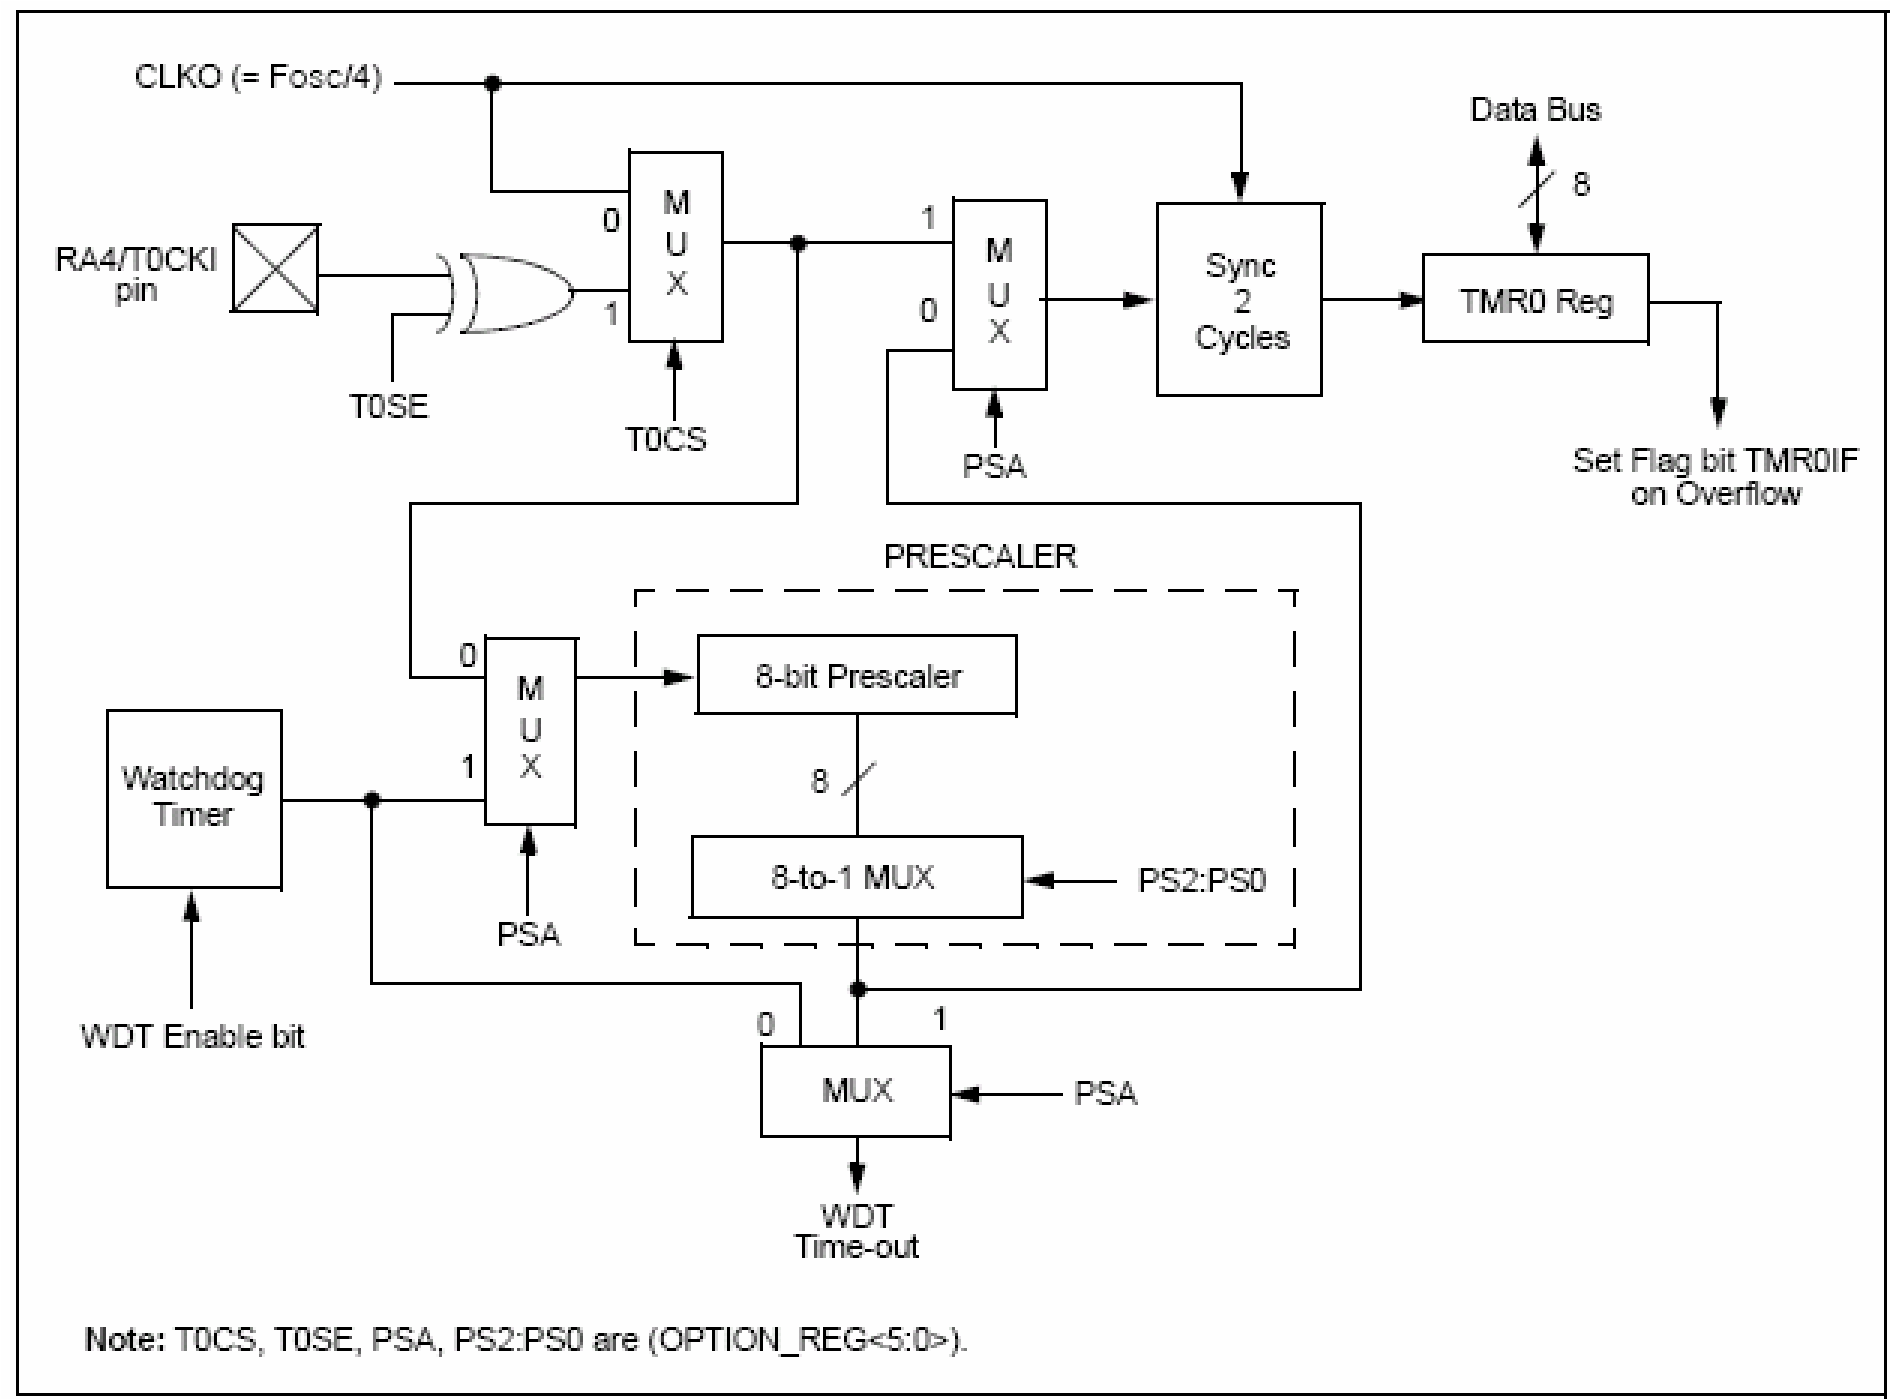 CLKO (= Fosc/4)
Data Bus
8
RA4/T0CKI
pin
0
1
M
U
X
T0SE
T0CS
1
0
M
U
X
PSA
Sync
2
Cycles
TMR0 Reg
Set Flag bit TMR0IF
on Overflow
PRESCALER
0
1
M
U
X
PSA
8-bit Prescaler
8
8-to-1 MUX
PS2:PS0
Watchdog
Timer
WDT Enable bit
0
1
MUX
PSA
WDT
Time-out
Note: T0CS, T0SE, PSA, PS2:PS0 are (OPTION_REG<5:0>).